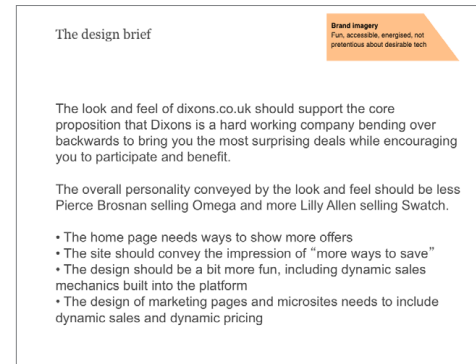 The design brief
Brand imagery
Fun, accessible, energised, not
pretentious about desirable tech
The look and feel of dixons.co.uk should support the core
proposition that Dixons is a hard working company bending over
backwards to bring you the most surprising deals while encouraging
you to participate and benefit.
The overall personality conveyed by the look and feel should be less
Pierce Brosnan selling Omega and more Lilly Allen selling Swatch.
• The home page needs ways to show more offers
• The site should convey the impression of “more ways to save”
• The design should be a bit more fun, including dynamic sales
mechanics built into the platform
• The design of marketing pages and microsites needs to include
dynamic sales and dynamic pricing